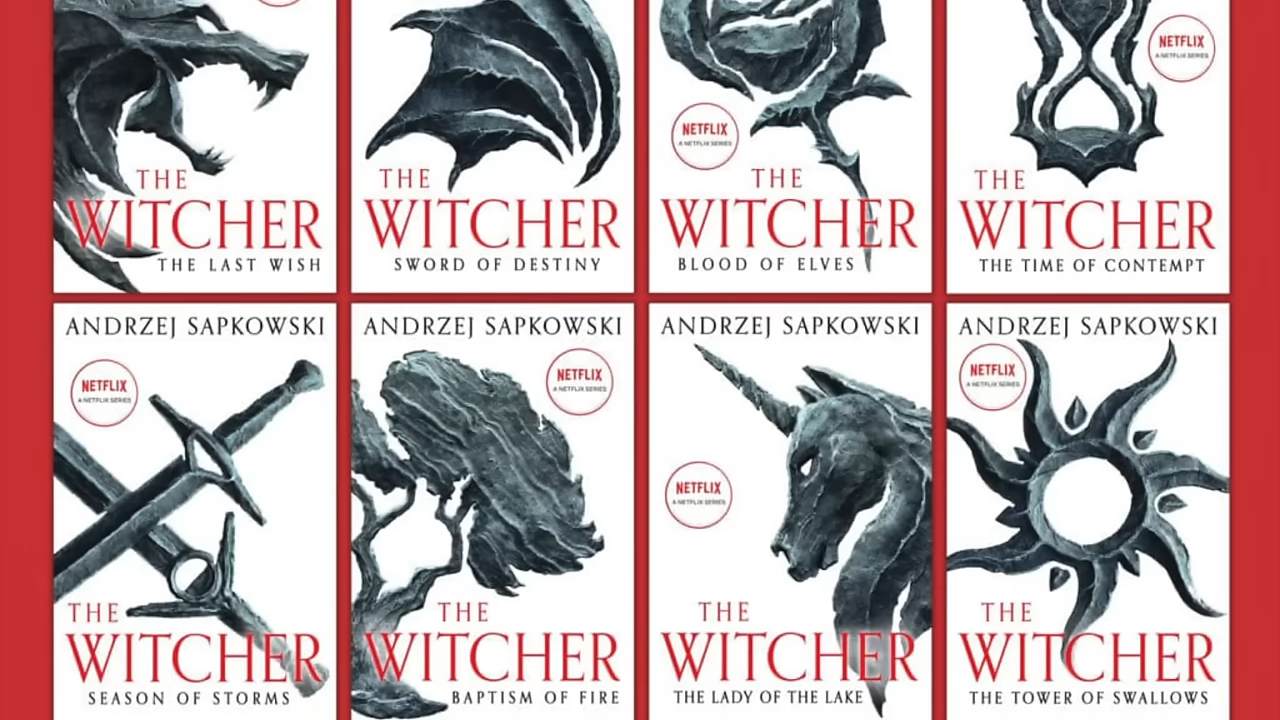 THE
WITCHER
THE LAST WISH
THE
WITCHER
SWORD OF DESTINY
NETFLIX
A NETFLIX SERIES
THE
WITCHER
BLOOD OF ELVES
NETFLIX
A NETFLIX SERIES
THE
WITCHER
THE TIME OF CONTEMPT
ANDRZEJ SAPKOWSKI
NETFLIX
A NETFLIX SERIES
THE
WITCHER
SEASON OF STORMS
ANDRZEJ SAPKOWSKI
NETFLIX
A NETFLIX SERIES
THE
WITCHER
BAPTISM OF FIRE
ANDRZEJ SAPKOWSKI
NETFLIX
A NETFLIX SERIES
THE
WITCHER
THE LADY OF THE LAKE
ANDRZEJ SAPKOWSKI
NETFLIX
A NETFLIX SERIES
THE
WITCHER
THE TOWER OF SWALLOWS